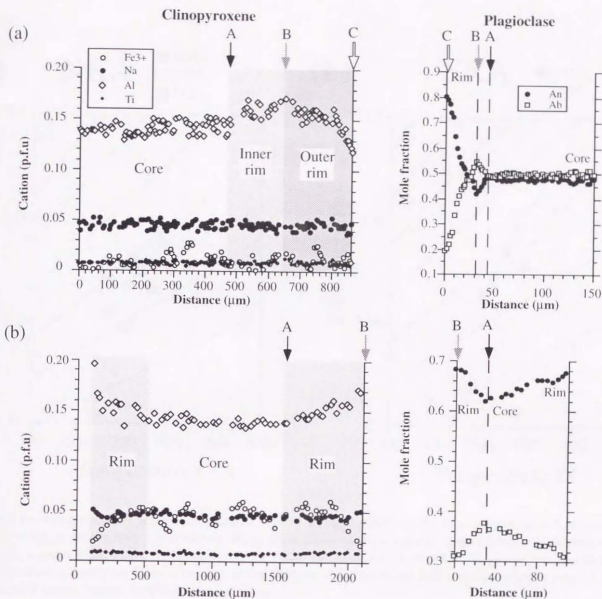 Clinopyroxene
Plagioclase
(a)
A
B
C
Fe3+
Na
Al
Ti
0.20
0.15
0.10
0.05
0
Cation (p.f.u)
Core
Inner rim
Outer rim
0 100 200 300 400 500 600 700 800
Distance (μm)
C
B
A
Rim
An
Ab
Core
0.9
0.8
0.7
0.6
0.5
0.4
0.3
0.2
0.1
Mole fraction
0 50 100 150
Distance (μm)
(b)
A
B
0.20
0.15
0.10
0.05
0
Cation (p.f.u)
Rim
Core
Rim
0 500 1000 1500 2000
Distance (μm)
B
A
0.7
0.6
0.5
0.4
0.3
Mole fraction
Rim
Core
Rim
0 40 80
Distance (μm)